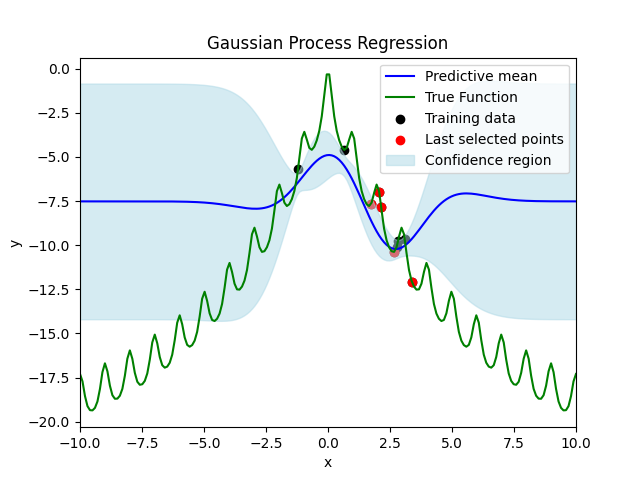 Gaussian Process Regression
0.0
−2.5
−5.0
−7.5
−10.0
−12.5
−15.0
−17.5
−20.0
y
Predictive mean
True Function
Training data
Last selected points
Confidence region
−10.0 −7.5 −5.0 −2.5 0.0 2.5 5.0 7.5 10.0
x